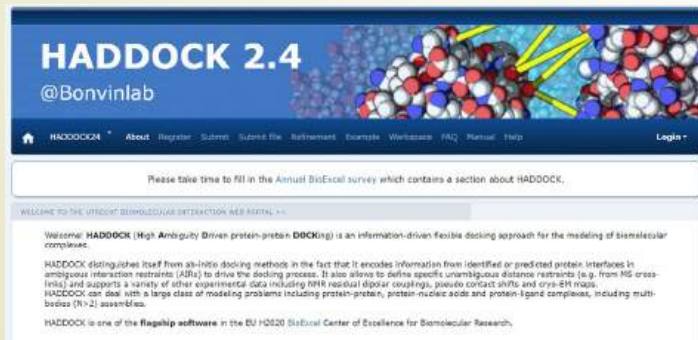 HADDOCK 2.4
@Bonvinlab
HADDOCK24 About Register Submit Submit file Refinement Example Workspace FAQ Manual Help Login
Please take time to fill in the Annual BioExcel survey which contains a section about HADDOCK.
WELCOME TO THE UTRECHT BIOMOLECULAR INTERACTION WEB PORTAL >>
Welcome! HADDOCK (High Ambiguity Driven protein-protein DOCKing) is an information-driven flexible docking approach for the modeling of biomolecular
complexes.
HADDOCK distinguishes itself from ab-initio docking methods in the fact that it encodes information from identified or predicted protein interfaces in
ambiguous interaction restraints (AIRs) to drive the docking process. It also allows to define specific unambiguous distance restraints (e.g. from MS cross-
links) and supports a variety of other experimental data including NMR residual dipolar couplings, pseudo contact shifts and cryo-EM maps.
HADDOCK can deal with a large class of modeling problems including protein-protein, protein-nucleic acids and protein-ligand complexes, including multi-
bodies (N>2) assemblies.
HADDOCK is one of the flagship software in the EU H2020 BioExcel Center of Excellence for Biomolecular Research.